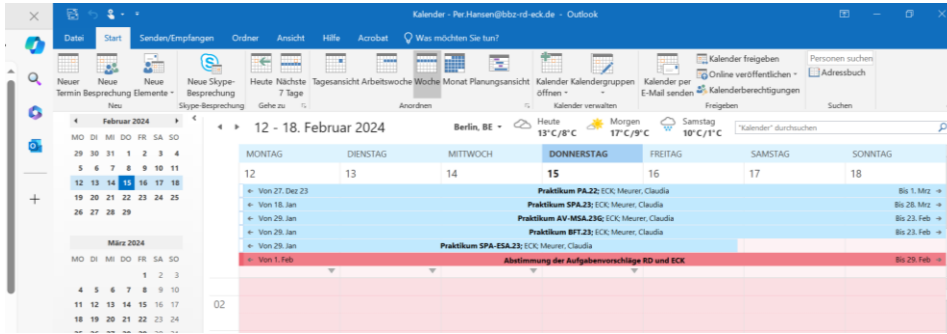 Kalender - Per.Hansen@bbz-rd-eck.de - Outlook
Datei Start Senden/Empfangen Ordner Ansicht Hilfe Acrobat Was möchten Sie tun?
Neuer Termin
Neue Besprechung
Neue Elemente
Neu
Neue Skype-Besprechung
Skype-Besprechung
Heute
Nächste 7 Tage
Gehe zu
Tagesansicht Arbeitswoche Woche Monat Planungsansicht
Anordnen
Kalender öffnen
Kalendergruppen
Kalender verwalten
Kalender per E-Mail senden
Kalender freigeben
Online veröffentlichen
Kalenderberechtigungen
Freigeben
Personen suchen
Adressbuch
Suchen
Februar 2024
MO DI MI DO FR SA SO
29 30 31 1 2 3 4
5 6 7 8 9 10 11
12 13 14 15 16 17 18
19 20 21 22 23 24 25
26 27 28 29
März 2024
MO DI MI DO FR SA SO
1 2 3
4 5 6 7 8 9 10
11 12 13 14 15 16 17
18 19 20 21 22 23 24
12 - 18. Februar 2024
Berlin, BE
Heute
13°C/8°C
Morgen
17°C/9°C
Samstag
10°C/1°C
"Kalender" durchsuchen
MONTAG DIENSTAG MITTWOCH DONNERSTAG FREITAG SAMSTAG SONNTAG
12 13 14 15 16 17 18
Von 27. Dez 23 Praktikum PA.22; ECK; Meurer, Claudia Bis 1. Mrz
Von 18. Jan Praktikum SPA.23; ECK; Meurer, Claudia Bis 28. Mrz
Von 29. Jan Praktikum AV-MSA.23G; ECK; Meurer, Claudia Bis 23. Feb
Von 29. Jan Praktikum BFT.23; ECK; Meurer, Claudia Bis 23. Feb
Von 29. Jan Praktikum SPA-ESA.23; ECK; Meurer, Claudia
Von 1. Feb Abstimmung der Aufgabenvorschläge RD und ECK Bis 29. Feb
02